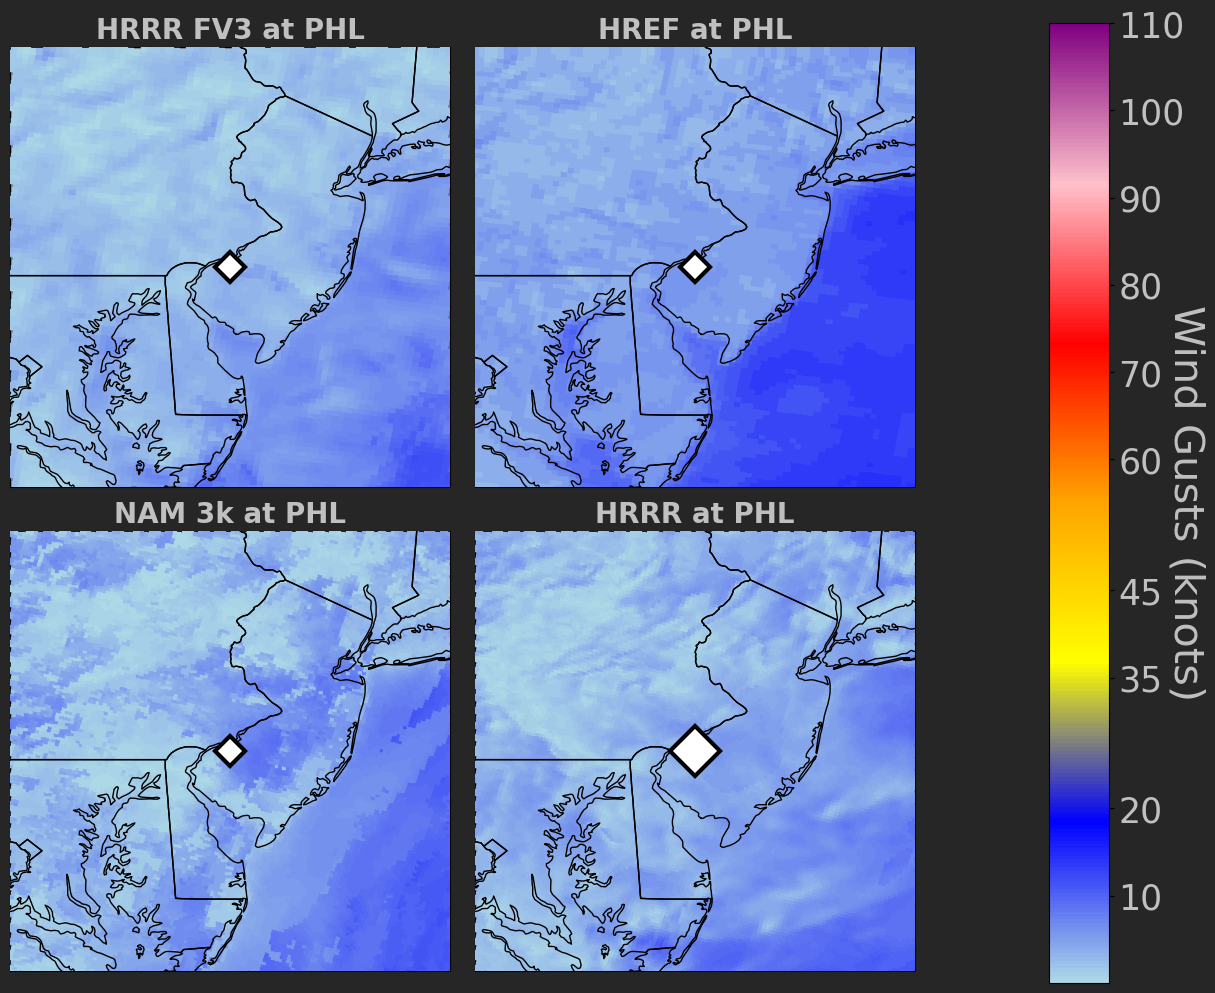 HRRR FV3 at PHL
HREF at PHL
NAM 3k at PHL
HRRR at PHL
110
100
90
80
70
60
45
35
20
10
Wind Gusts (knots)